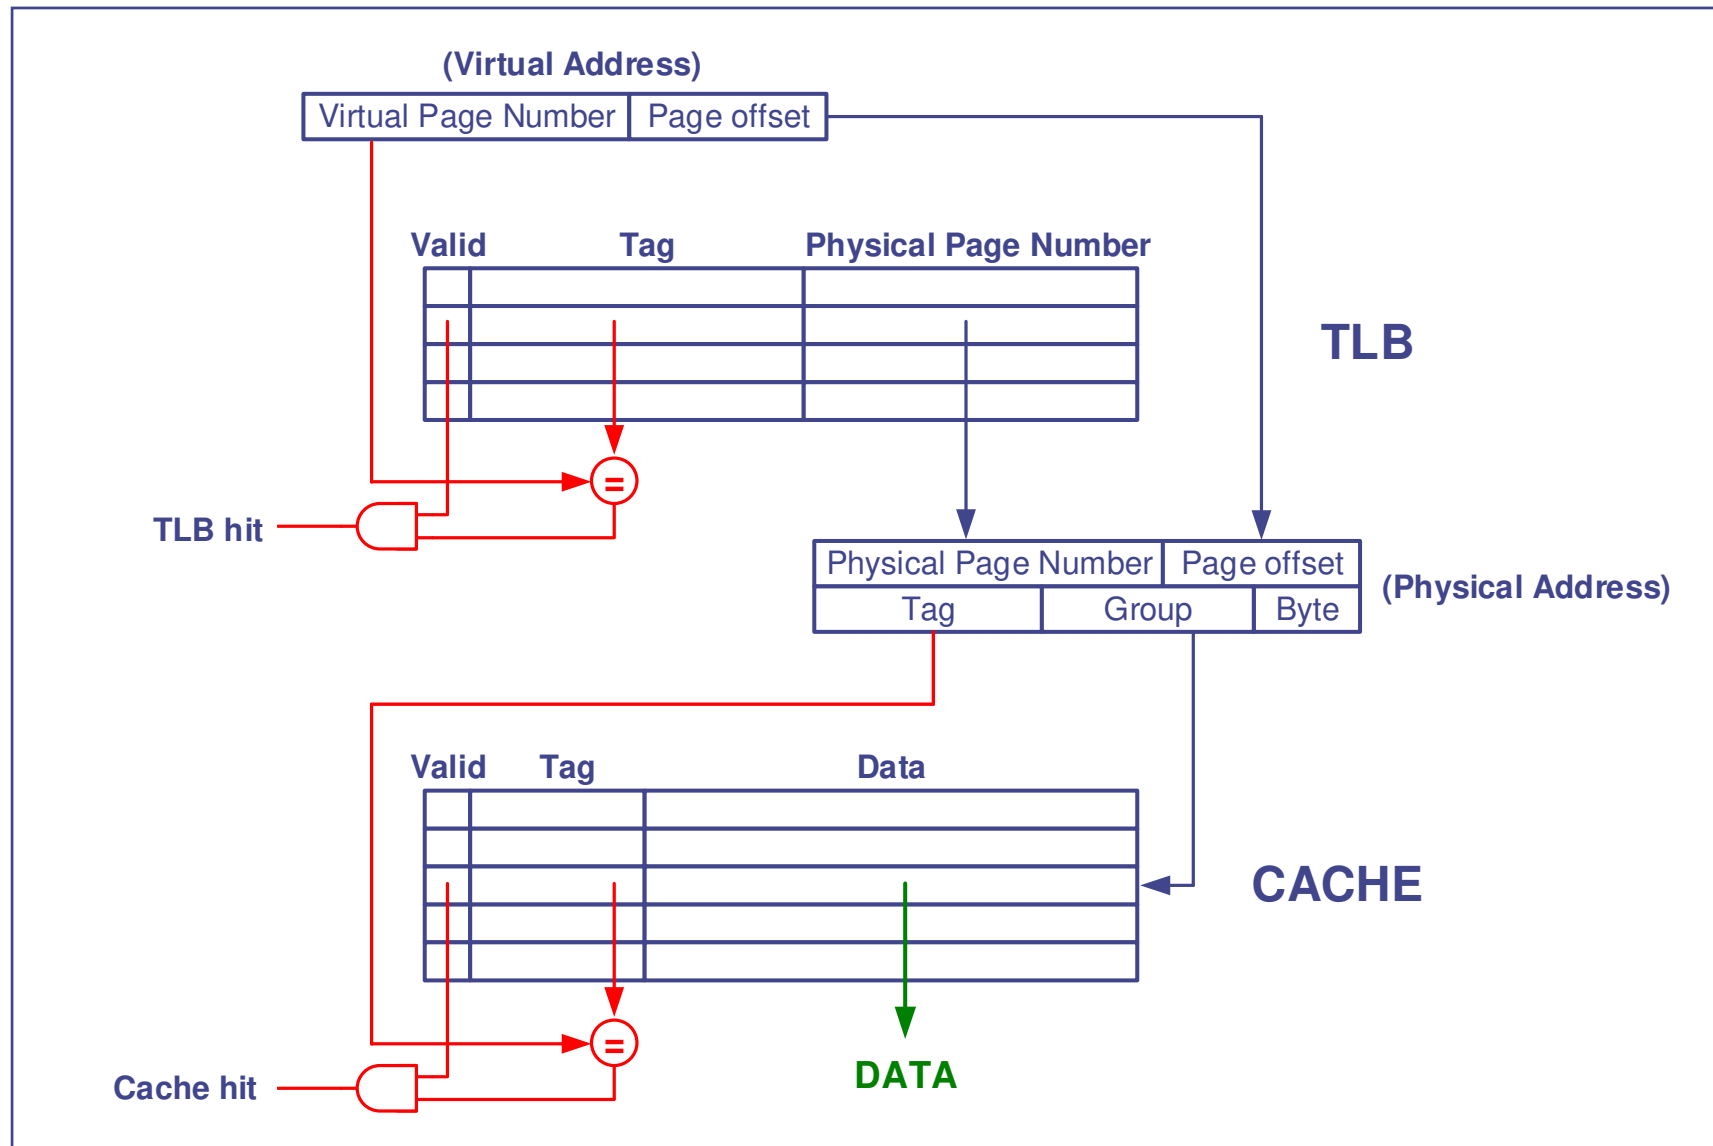 (Virtual Address)
Virtual Page Number Page offset
Valid Tag Physical Page Number
TLB
=
TLB hit
Physical Page Number Page offset
(Physical Address)
Tag Group Byte
Valid Tag Data
CACHE
=
DATA
Cache hit